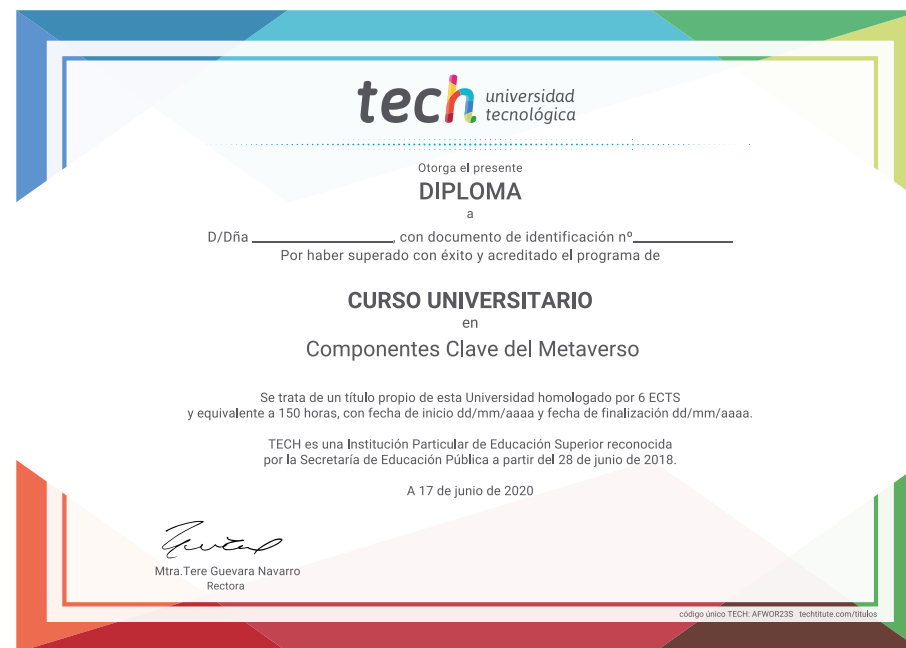 tech universidad
tecnológica
Otorga el presente
DIPLOMA
a
D/Dña ____________________, con documento de identificación nº______________
Por haber superado con éxito y acreditado el programa de
CURSO UNIVERSITARIO
en
Componentes Clave del Metaverso
Se trata de un título propio de esta Universidad homologado por 6 ECTS
y equivalente a 150 horas, con fecha de inicio dd/mm/aaaa y fecha de finalización dd/mm/aaaa.
TECH es una Institución Particular de Educación Superior reconocida
por la Secretaría de Educación Pública a partir del 28 de junio de 2018.
A 17 de junio de 2020
Mtra.Tere Guevara Navarro
Rectora
código único TECH: AFWOR23S techtitute.com/titulos